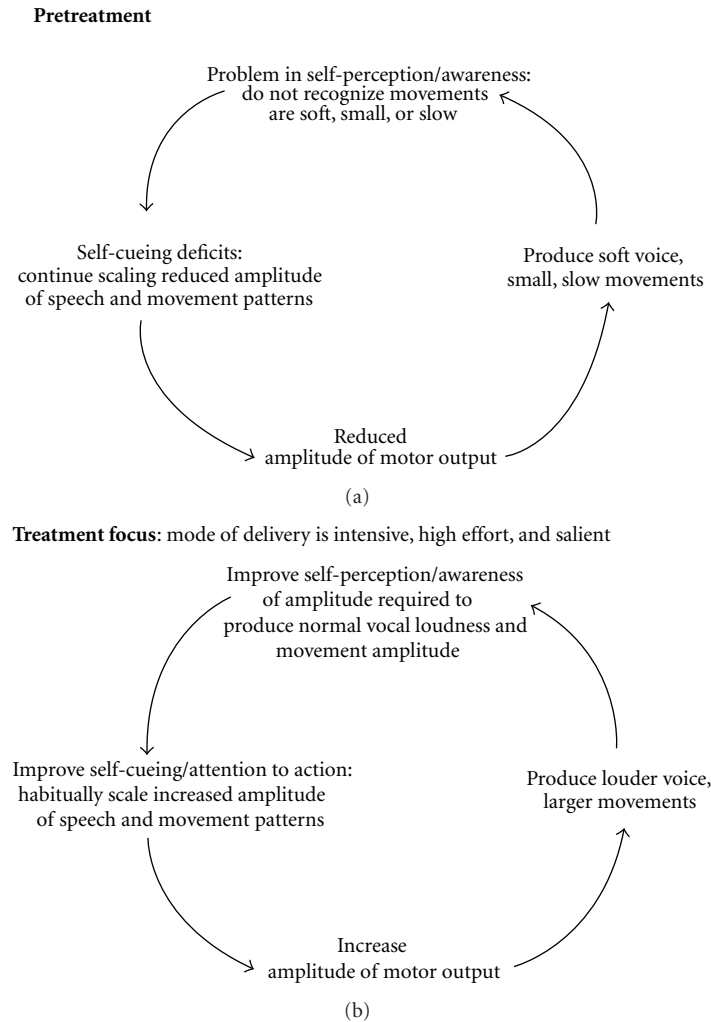 Pretreatment
Problem in self-perception/awareness:
do not recognize movements
are soft, small, or slow
Self-cueing deficits:
continue scaling reduced amplitude
of speech and movement patterns
Produce soft voice,
small, slow movements
Reduced
amplitude of motor output
(a)
Treatment focus: mode of delivery is intensive, high effort, and salient
Improve self-perception/awareness
of amplitude required to
produce normal vocal loudness and
movement amplitude
Improve self-cueing/attention to action:
habitually scale increased amplitude
of speech and movement patterns
Produce louder voice,
larger movements
Increase
amplitude of motor output
(b)